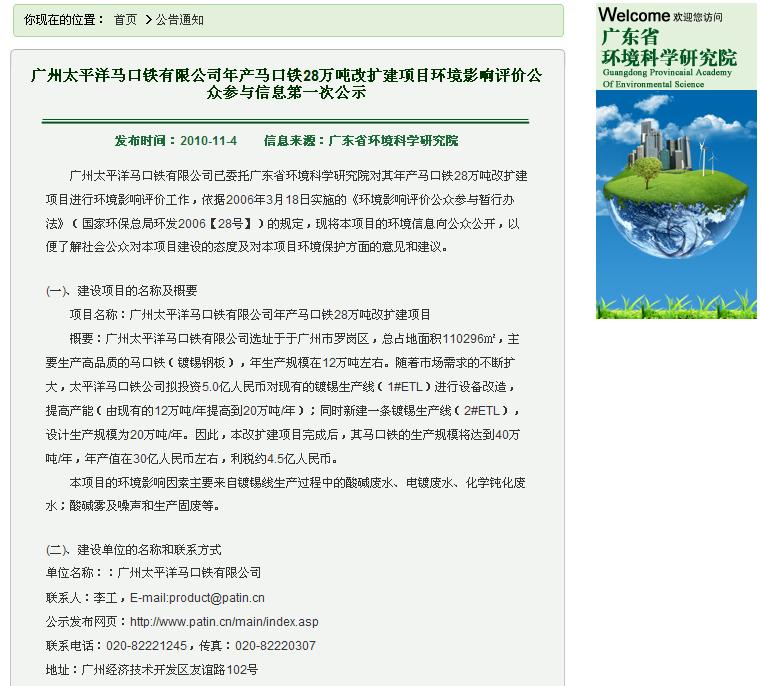 你现在的位置： 首页 > 公告通知
Welcome 欢迎您访问
广东省
环境科学研究院
Guangdong Provincaial Academy
Of Environmental Science
广州太平洋马口铁有限公司年产马口铁28万吨改扩建项目环境影响评价公
众参与信息第一次公示
发布时间：2010-11-4 信息来源：广东省环境科学研究院
广州太平洋马口铁有限公司已委托广东省环境科学研究院对其年产马口铁28万吨改扩建
项目进行环境影响评价工作，依据2006年3月18日实施的《环境影响评价公众参与暂行办
法》（国家环保总局环发2006【28号】）的规定，现将本项目的环境信息向公众公开，以
便了解社会公众对本项目建设的态度及对本项目环境保护方面的意见和建议。
(一)、建设项目的名称及概要
项目名称：广州太平洋马口铁有限公司年产马口铁28万吨改扩建项目
概要：广州太平洋马口铁有限公司选址于于广州市罗岗区，总占地面积110296㎡，主
要生产高品质的马口铁（镀锡钢板），年生产规模在12万吨左右。随着市场需求的不断扩
大，太平洋马口铁公司拟投资5.0亿人民币对现有的镀锡生产线（1#ETL）进行设备改造，
提高产能（由现有的12万吨/年提高到20万吨/年）；同时新建一条镀锡生产线（2#ETL），
设计生产规模为20万吨/年。因此，本改扩建项目完成后，其马口铁的生产规模将达到40万
吨/年，年产值在30亿人民币左右，利税约4.5亿人民币。
本项目的环境影响因素主要来自镀锡线生产过程中的酸碱废水、电镀废水、化学钝化废
水；酸碱雾及噪声和生产固废等。
(二)、建设单位的名称和联系方式
单位名称：：广州太平洋马口铁有限公司
联系人：李工，E-mail:product@patin.cn
公示发布网页：http://www.patin.cn/main/index.asp
联系电话：020-82221245，传真：020-82220307
地址：广州经济技术开发区友谊路102号